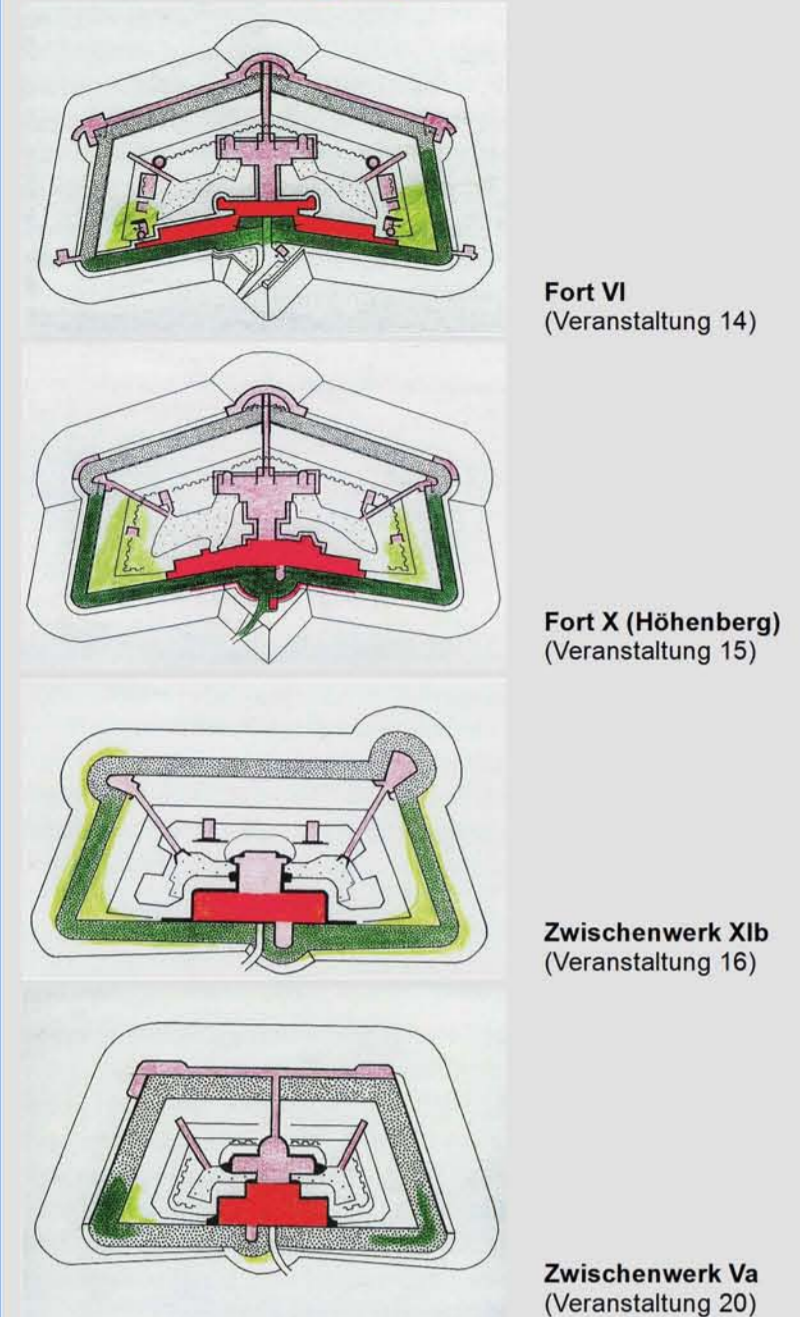 Fort VI
(Veranstaltung 14)
Fort X (Höhenberg)
(Veranstaltung 15)
Zwischenwerk XIb
(Veranstaltung 16)
Zwischenwerk Va
(Veranstaltung 20)